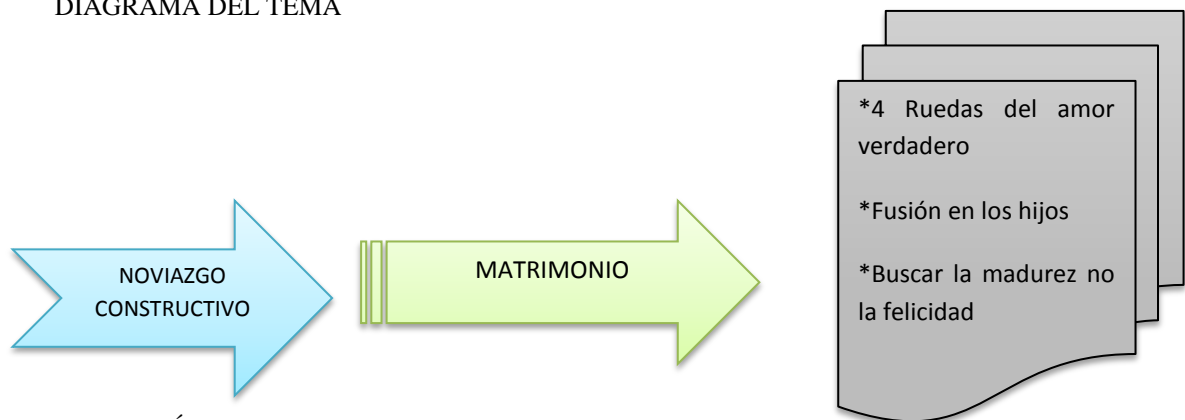 DIAGRAMA DEL TEMA
NOVIAZGO
CONSTRUCTIVO
MATRIMONIO
*4 Ruedas del amor
verdadero
*Fusión en los hijos
*Buscar la madurez no
la felicidad